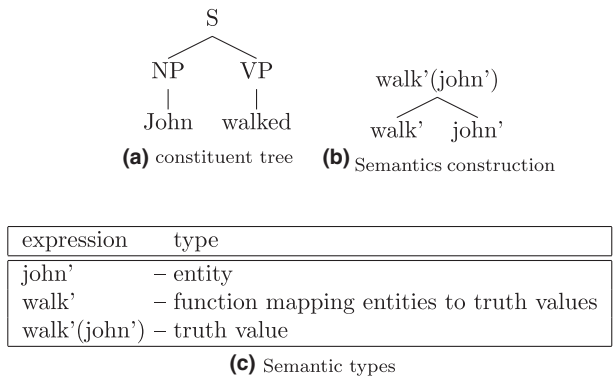 S
NP VP
John walked
(a) constituent tree
walk'(john')
walk' john'
(b) Semantics construction
expression type
john' – entity
walk' – function mapping entities to truth values
walk'(john') – truth value
(c) Semantic types